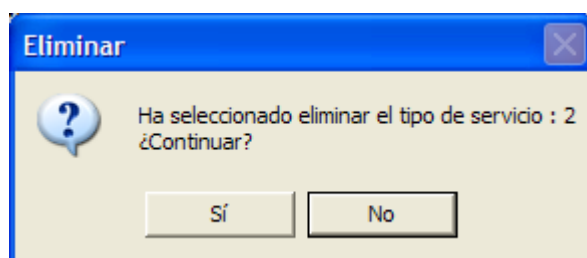 Eliminar
Ha seleccionado eliminar el tipo de servicio : 2
¿Continuar?
Sí
No